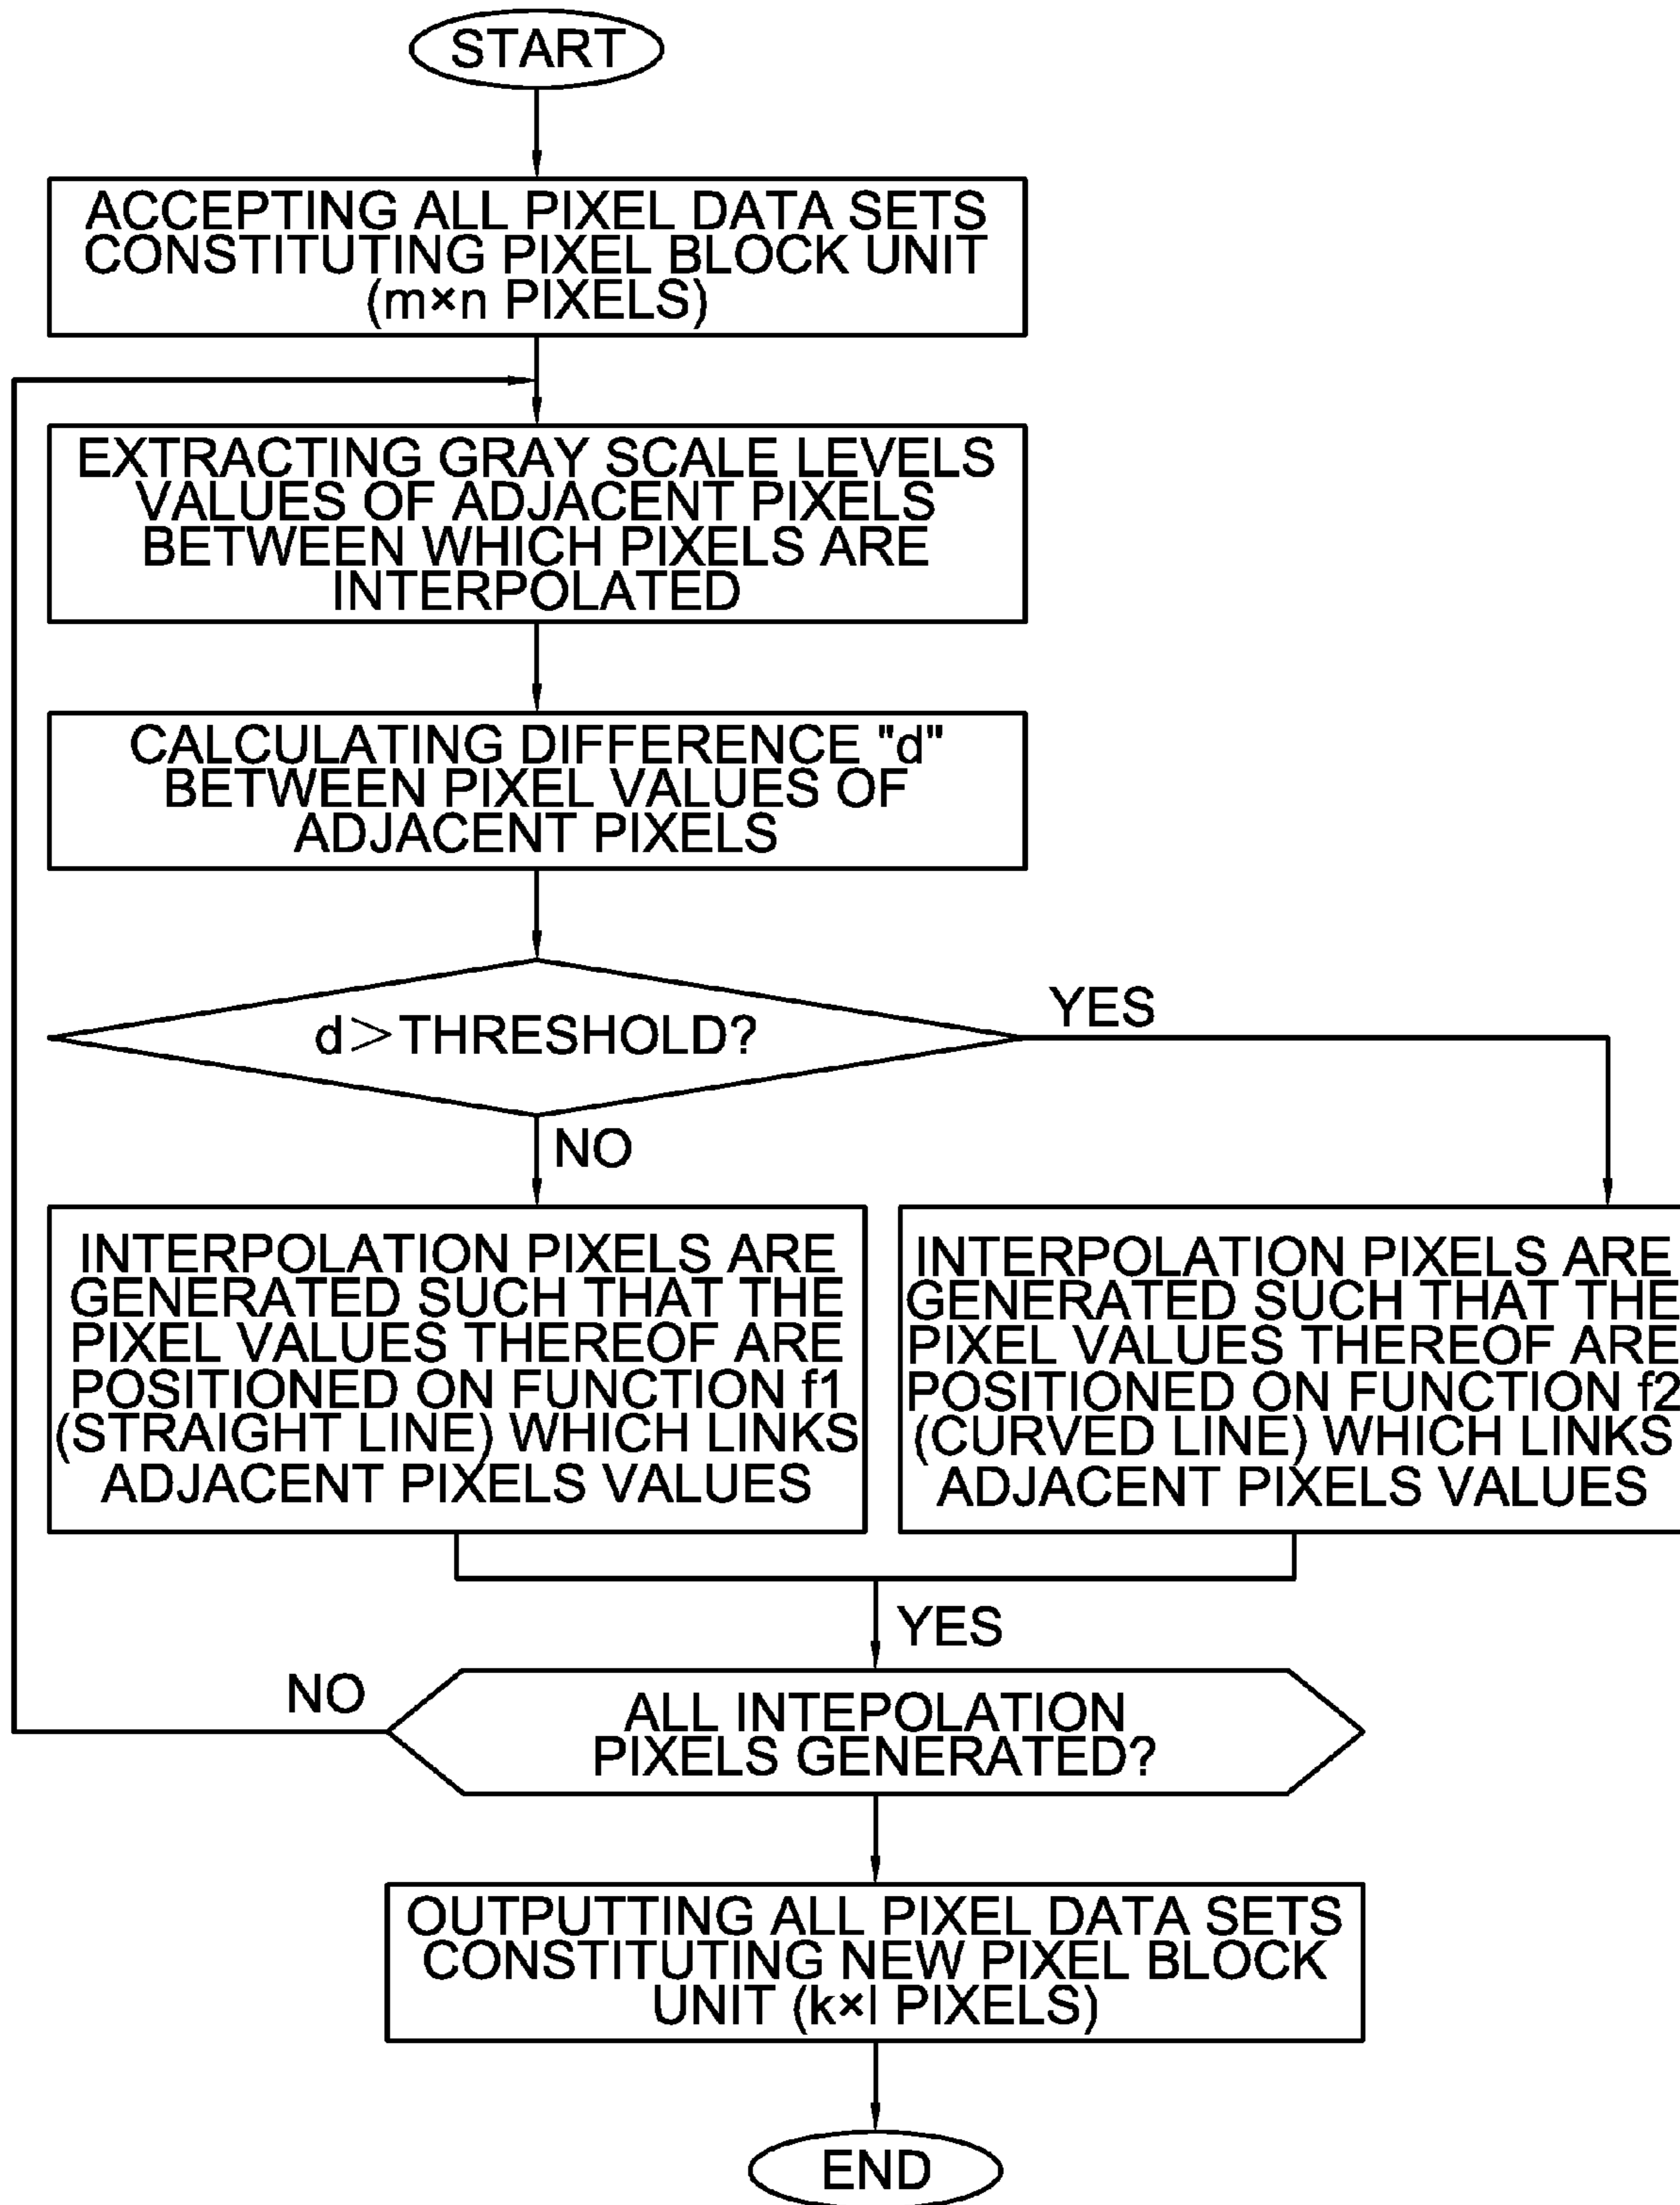 START
ACCEPTING ALL PIXEL DATA SETS
CONSTITUTING PIXEL BLOCK UNIT
(m×n PIXELS)
EXTRACTING GRAY SCALE LEVELS
VALUES OF ADJACENT PIXELS
BETWEEN WHICH PIXELS ARE
INTERPOLATED
CALCULATING DIFFERENCE "d"
BETWEEN PIXEL VALUES OF
ADJACENT PIXELS
d>THRESHOLD?
YES
NO
INTERPOLATION PIXELS ARE
GENERATED SUCH THAT THE
PIXEL VALUES THEREOF ARE
POSITIONED ON FUNCTION f1
(STRAIGHT LINE) WHICH LINKS
ADJACENT PIXELS VALUES
INTERPOLATION PIXELS ARE
GENERATED SUCH THAT THE
PIXEL VALUES THEREOF ARE
POSITIONED ON FUNCTION f2
(CURVED LINE) WHICH LINKS
ADJACENT PIXELS VALUES
YES
NO
ALL INTEPOLATION
PIXELS GENERATED?
OUTPUTTING ALL PIXEL DATA SETS
CONSTITUTING NEW PIXEL BLOCK
UNIT (k×l PIXELS)
END